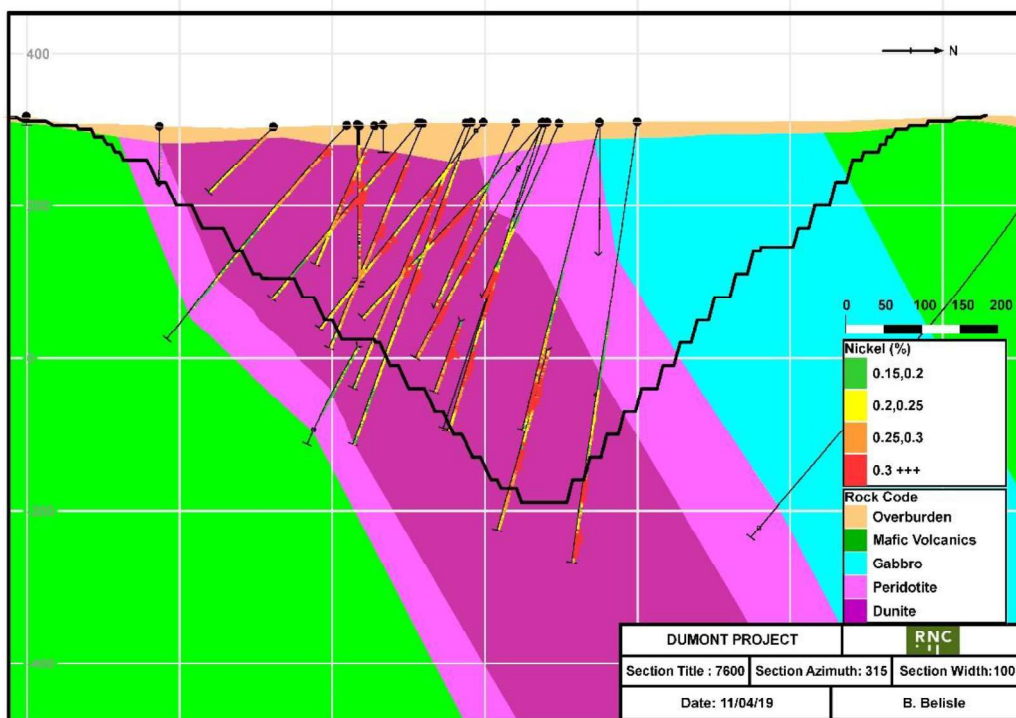 400
N
200
0
0 50 100 150 200
Nickel (%)
0.15,0.2
0.2,0.25
0.25,0.3
0.3 +++
Rock Code
Overburden
Mafic Volcanics
Gabbro
Peridotite
Dunite
DUMONT PROJECT
RNC
Section Title : 7600 Section Azimuth: 315 Section Width:100
Date: 11/04/19 B. Belisle